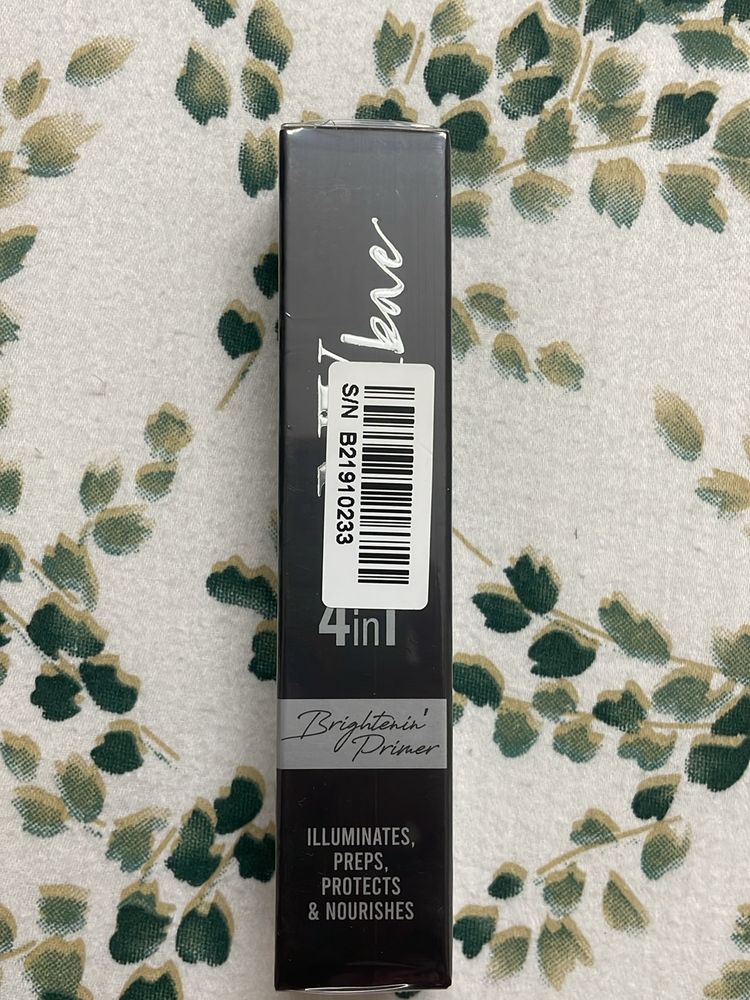 S/N B21910233
4in1
Brightenin'
Primer
ILLUMINATES,
PREPS,
PROTECTS
& NOURISHES